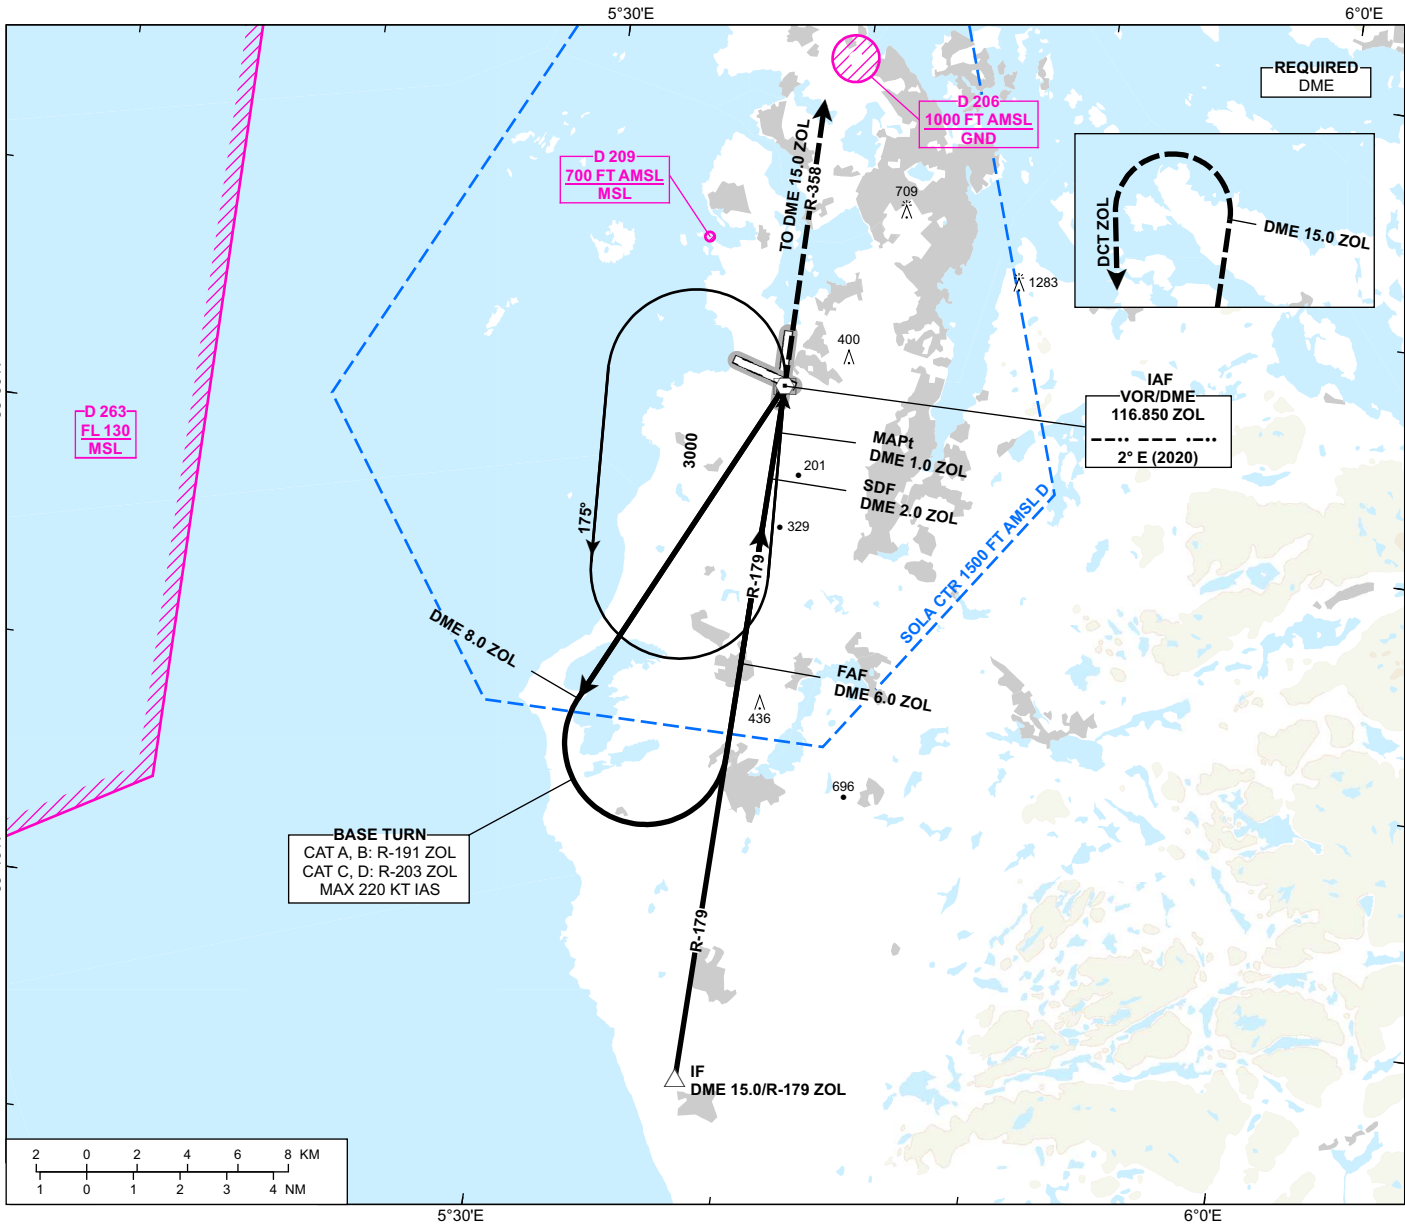 5°30'E
6°0'E
REQUIRED
DME
D 206
1000 FT AMSL
GND
D 209
700 FT AMSL
MSL
TO DME 15.0 ZOL
R-358
709
DCT ZOL
DME 15.0 ZOL
1283
400
IAF
VOR/DME
116.850 ZOL
2° E (2020)
D 263
FL 130
MSL
3000
MAPt
DME 1.0 ZOL
201
SDF
DME 2.0 ZOL
175°
329
SOLA CTR 1500 FT AMSL D
R-179
DME 8.0 ZOL
FAF
DME 6.0 ZOL
436
696
BASE TURN
CAT A, B: R-191 ZOL
CAT C, D: R-203 ZOL
MAX 220 KT IAS
R-179
IF
DME 15.0/R-179 ZOL
2 0 2 4 6 8 KM
1 0 1 2 3 4 NM
5°30'E
6°0'E